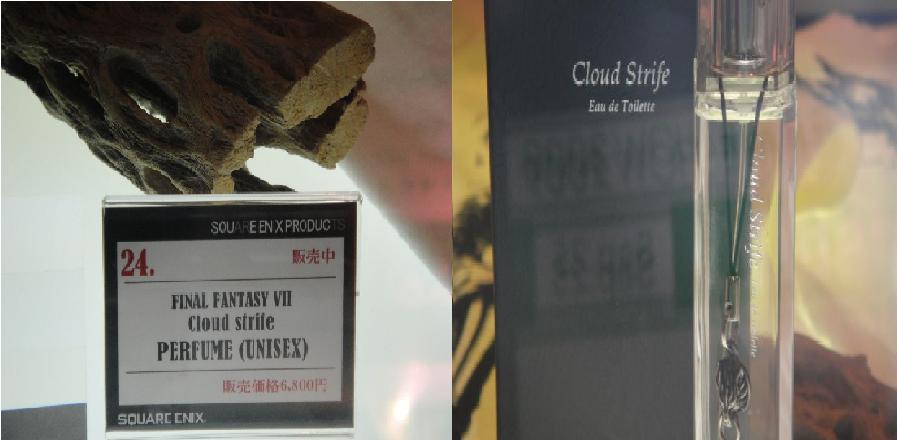 SQUARE ENIX PRODUCTS
24.
販売中
FINAL FANTASY VII
Cloud strife
PERFUME (UNISEX)
販売価格6,800円
SQUARE ENIX.
Cloud Strife
Eau de Toilette
Cloud Strife